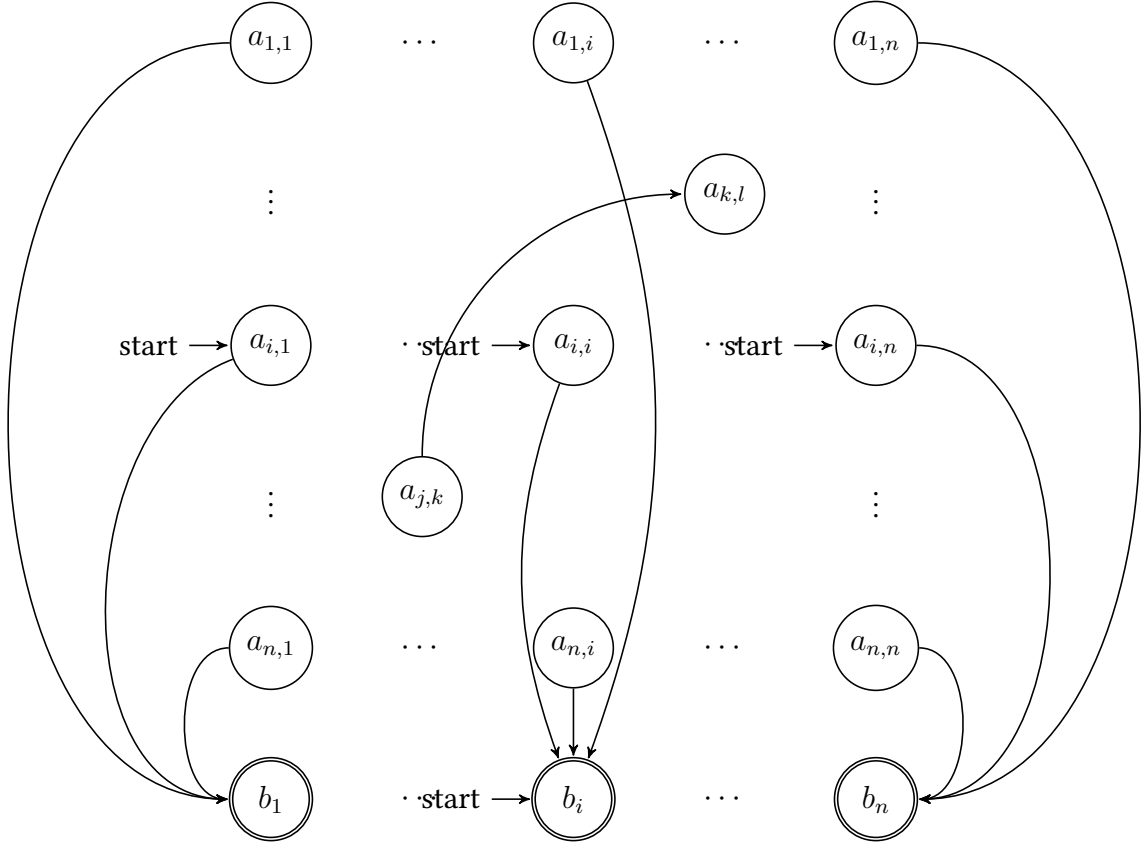 a_{1,1} ⋯ a_{1,i} ⋯ a_{1,n}
⋮ a_{k,l} ⋮
start a_{i,1} ⋯ start a_{i,i} ⋯ start a_{i,n}
⋮ a_{j,k} ⋮
a_{n,1} ⋯ a_{n,i} ⋯ a_{n,n}
b_1 ⋯ start b_i ⋯ b_n